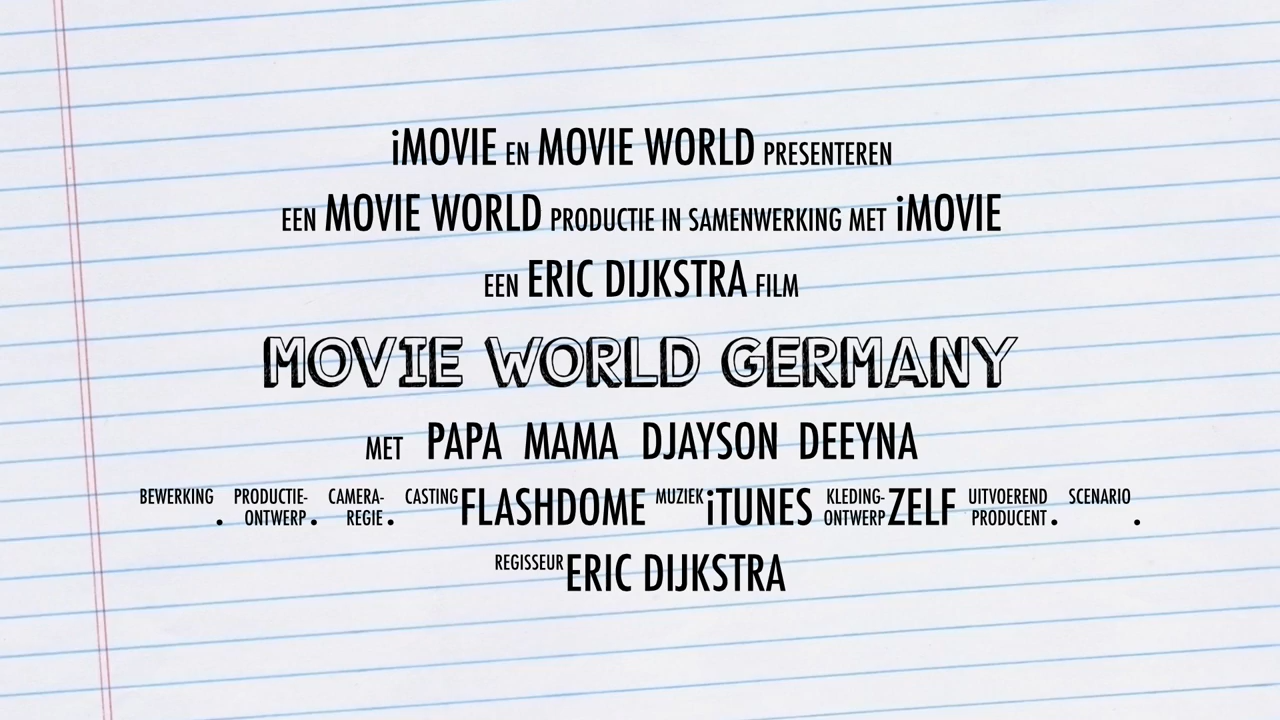 iMOVIE EN MOVIE WORLD PRESENTEREN
EEN MOVIE WORLD PRODUCTIE IN SAMENWERKING MET iMOVIE
EEN ERIC DIJKSTRA FILM
MOVIE WORLD GERMANY
MET PAPA MAMA DJAYSON DEEYNA
BEWERKING . PRODUCTIE-ONTWERP . CAMERA-REGIE . CASTING FLASHDOME MUZIEK iTUNES KLEDING-ONTWERP ZELF UITVOEREND PRODUCENT . SCENARIO .
REGISSEUR ERIC DIJKSTRA